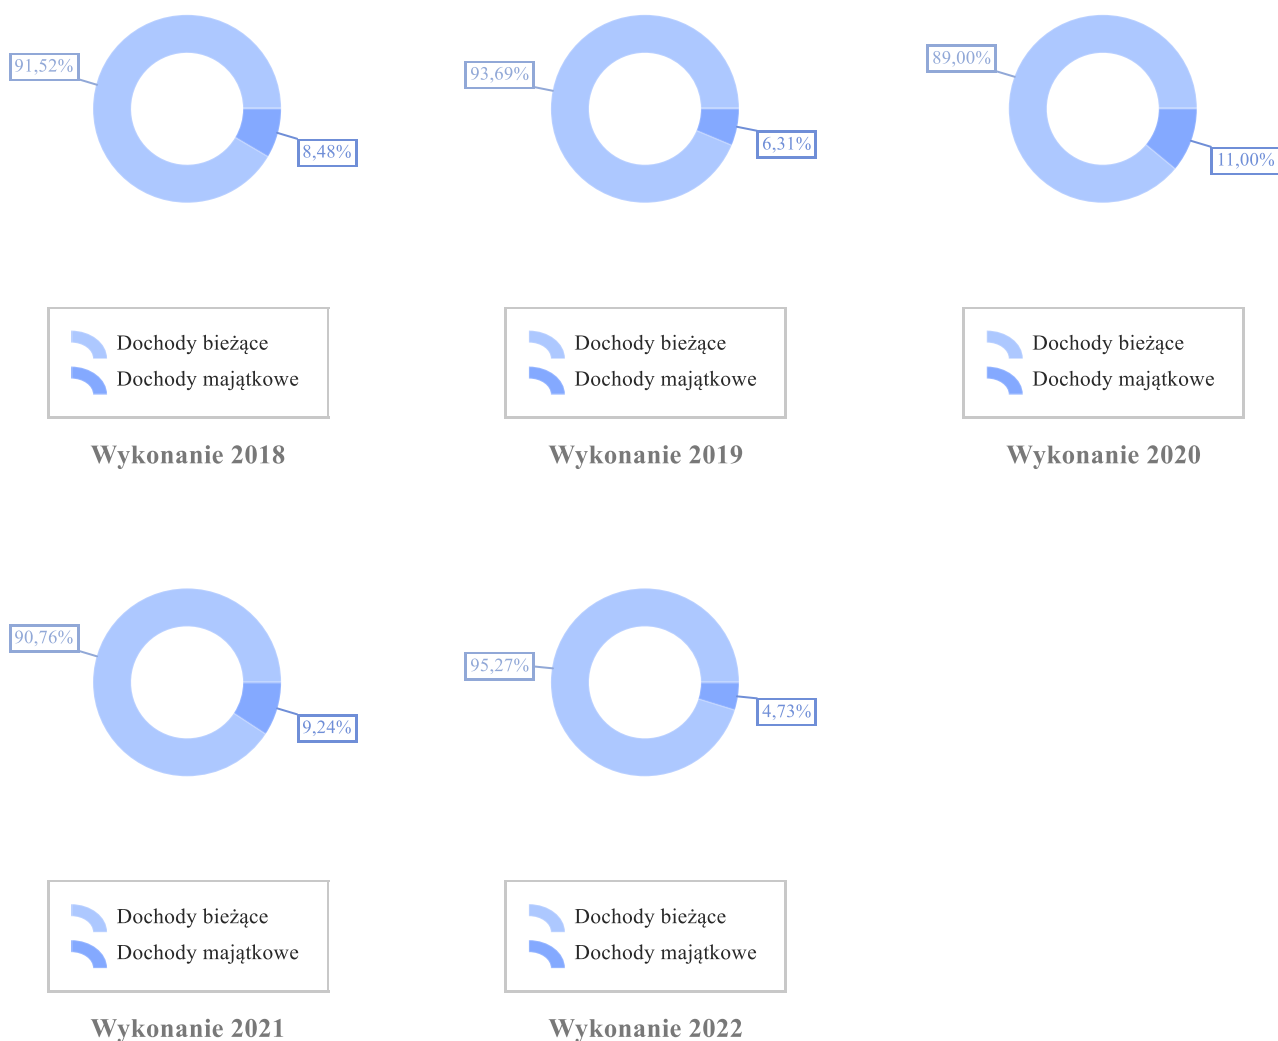 91,52%
8,48%
Dochody bieżące
Dochody majątkowe
Wykonanie 2018
93,69%
6,31%
Dochody bieżące
Dochody majątkowe
Wykonanie 2019
89,00%
11,00%
Dochody bieżące
Dochody majątkowe
Wykonanie 2020
90,76%
9,24%
Dochody bieżące
Dochody majątkowe
Wykonanie 2021
95,27%
4,73%
Dochody bieżące
Dochody majątkowe
Wykonanie 2022